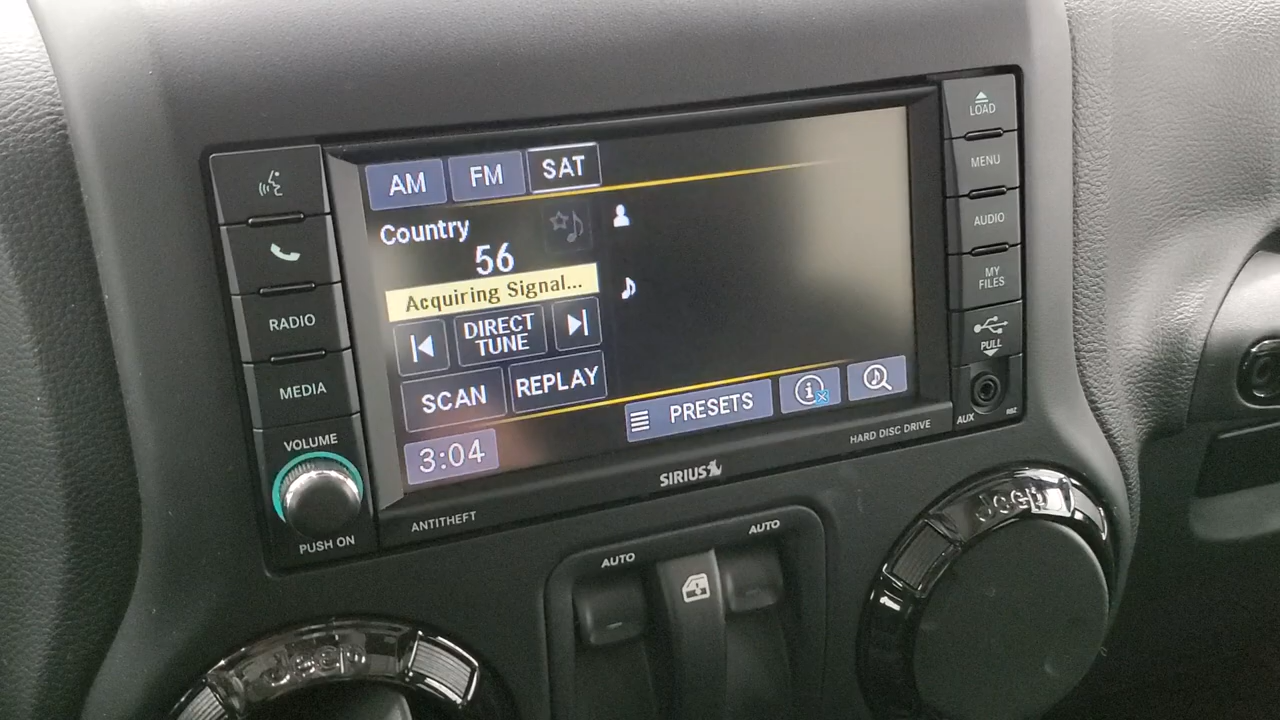 AM
FM
SAT
Country
56
Acquiring Signal...
DIRECT
TUNE
SCAN
REPLAY
PRESETS
3:04
RADIO
MEDIA
VOLUME
PUSH ON
ANTITHEFT
SIRIUS
HARD DISC DRIVE
LOAD
MENU
AUDIO
MY
FILES
PULL
AUX
RBZ
AUTO
AUTO
Jeep
Jeep